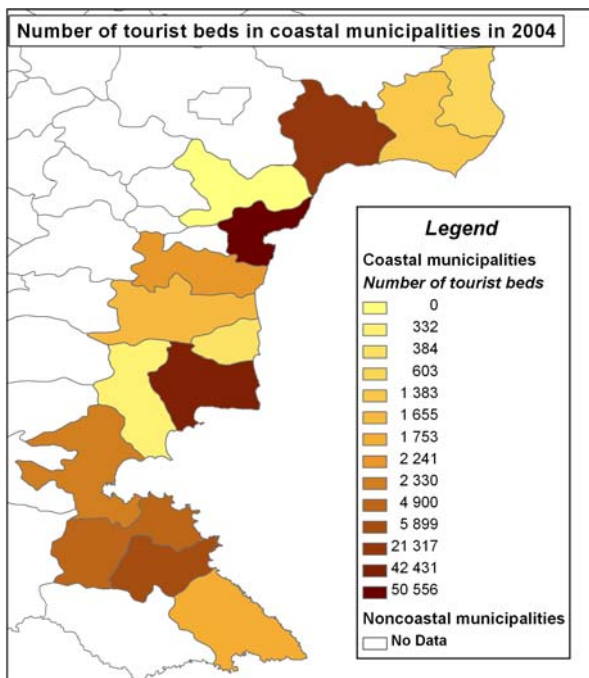 Number of tourist beds in coastal municipalities in 2004
Legend
Coastal municipalities
Number of tourist beds
0
332
384
603
1 383
1 655
1 753
2 241
2 330
4 900
5 899
21 317
42 431
50 556
Noncoastal municipalities
No Data